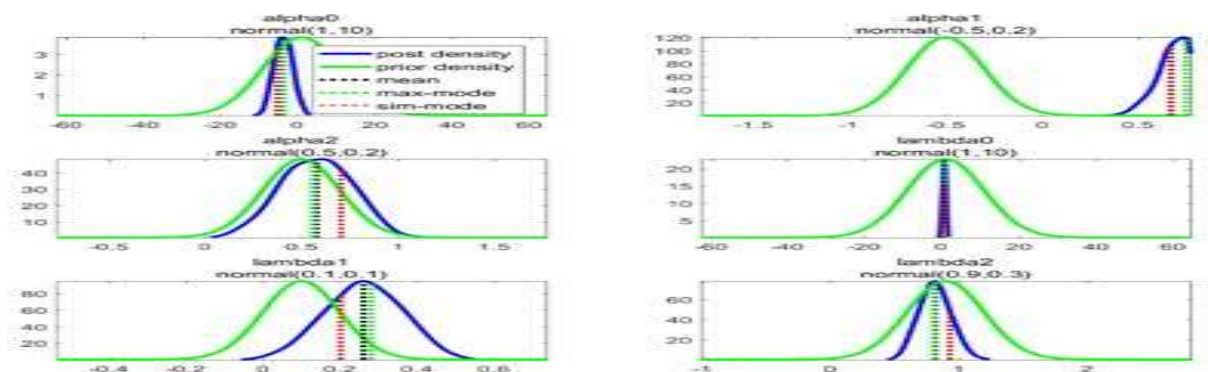 alpha0
normal(1,10)
3
2
1
post density
prior density
mean
max-mode
sim-mode
-60 -40 -20 0 20 40 60
alpha1
normal(-0.5,0.2)
120
100
80
60
40
20
-1.5 -1 -0.5 0 0.5
alpha2
normal(0.5,0.2)
40
30
20
10
-0.5 0 0.5 1 1.5
lambda0
normal(1,10)
20
15
10
5
-60 -40 -20 0 20 40 60
lambda1
normal(0.1,0.1)
80
60
40
20
-0.4 -0.2 0 0.2 0.4 0.6
lambda2
normal(0.9,0.3)
60
40
20
-1 0 1 2